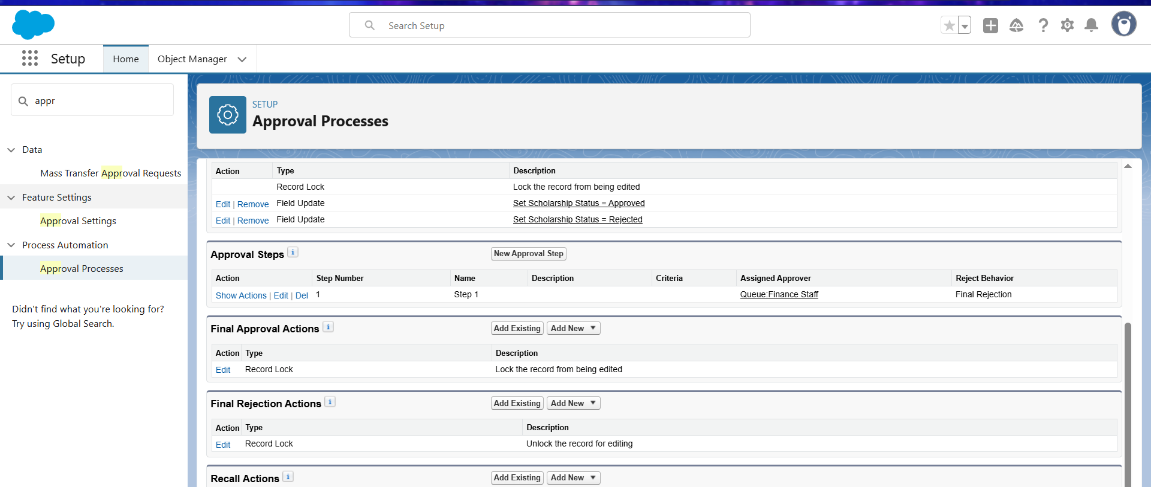 Search Setup
Setup
Home
Object Manager
appr
Data
Mass Transfer Approval Requests
Feature Settings
Approval Settings
Process Automation
Approval Processes
Didn't find what you're looking for?
Try using Global Search.
SETUP
Approval Processes
Action Type Description
Record Lock Lock the record from being edited
Edit | Remove Field Update Set Scholarship Status = Approved
Edit | Remove Field Update Set Scholarship Status = Rejected
Approval Steps i New Approval Step
Action Step Number Name Description Criteria Assigned Approver Reject Behavior
Show Actions | Edit | Del 1 Step 1 Queue:Finance Staff Final Rejection
Final Approval Actions i Add Existing Add New
Action Type Description
Edit Record Lock Lock the record from being edited
Final Rejection Actions i Add Existing Add New
Action Type Description
Edit Record Lock Unlock the record for editing
Recall Actions i Add Existing Add New